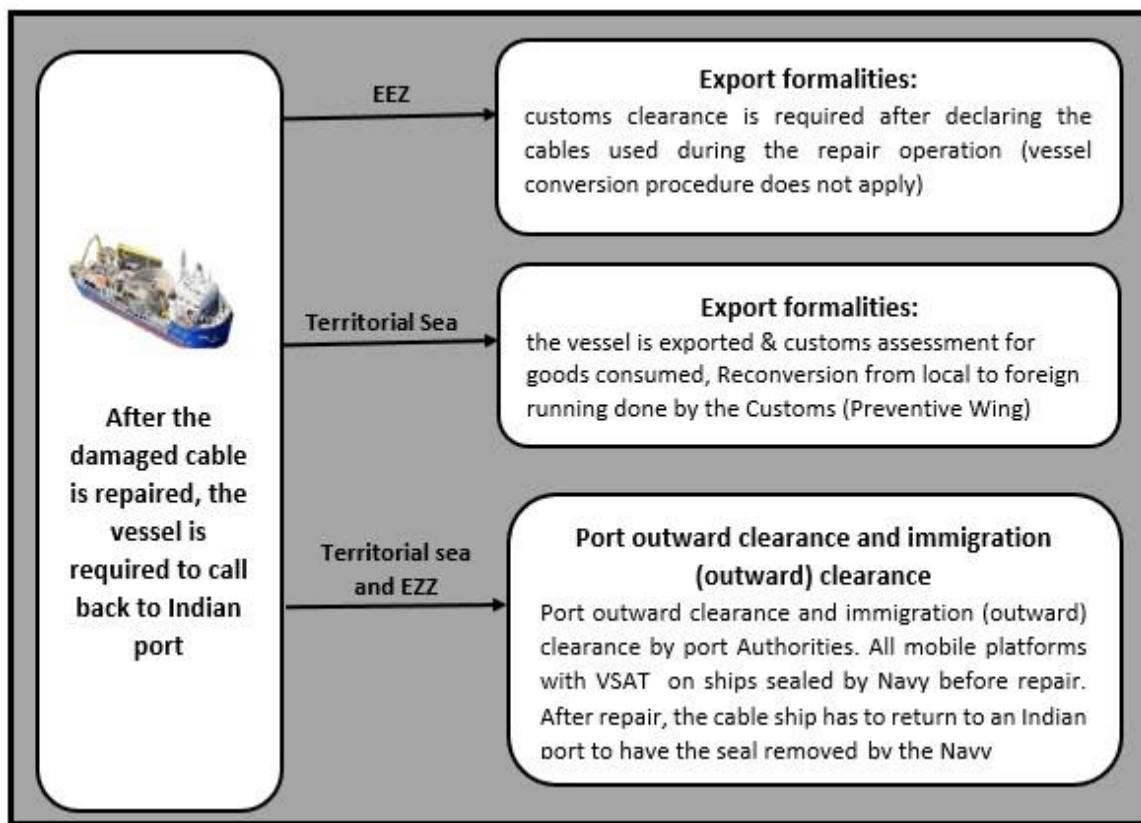 After the
damaged cable
is repaired, the
vessel is
required to call
back to Indian
port
EEZ
Export formalities:
customs clearance is required after declaring the
cables used during the repair operation (vessel
conversion procedure does not apply)
Territorial Sea
Export formalities:
the vessel is exported & customs assessment for
goods consumed, Reconversion from local to foreign
running done by the Customs (Preventive Wing)
Territorial sea
and EZZ
Port outward clearance and immigration
(outward) clearance
Port outward clearance and immigration (outward)
clearance by port Authorities. All mobile platforms
with VSAT on ships sealed by Navy before repair.
After repair, the cable ship has to return to an Indian
port to have the seal removed by the Navy